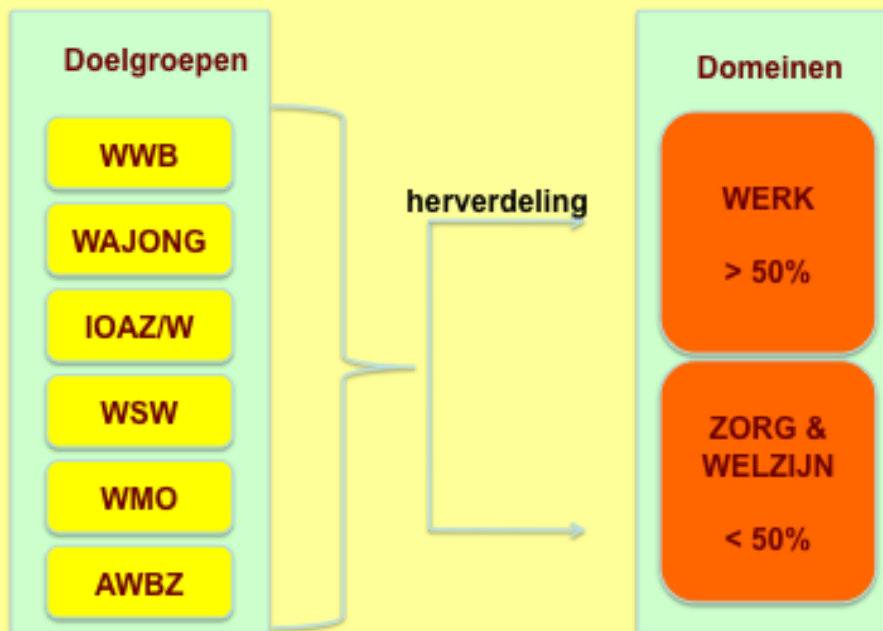 Doelgroepen
WWB
WAJONG
IOAZ/W
WSW
WMO
AWBZ
herverdeling
Domeinen
WERK
> 50%
ZORG &
WELZIJN
< 50%